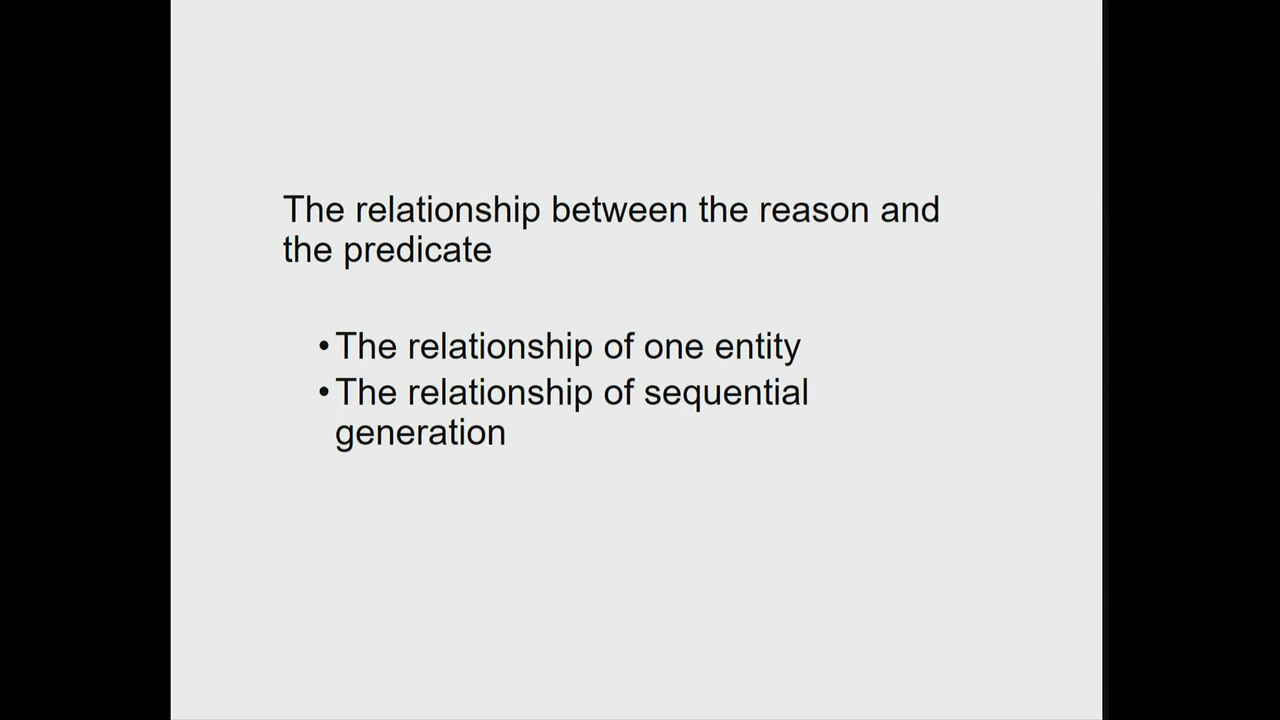 The relationship between the reason and
the predicate
•The relationship of one entity
•The relationship of sequential
generation